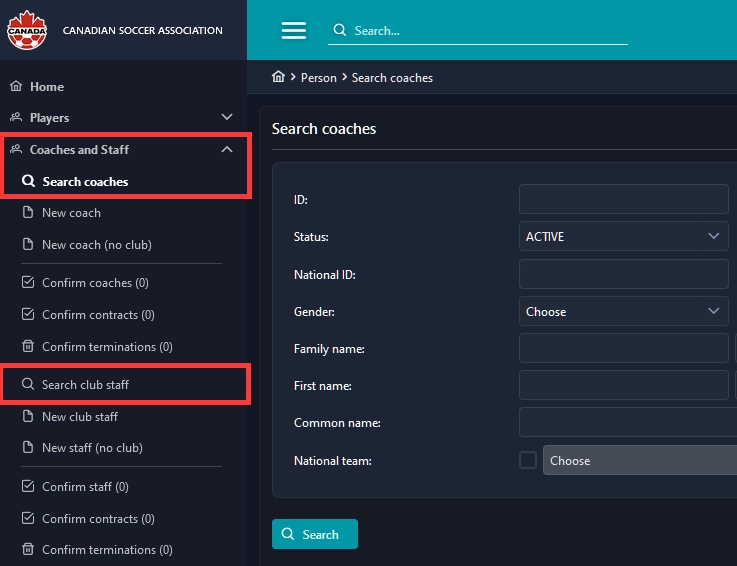 CANADA
CANADIAN SOCCER ASSOCIATION
Search...
Home
Players
Coaches and Staff
Search coaches
New coach
New coach (no club)
Confirm coaches (0)
Confirm contracts (0)
Confirm terminations (0)
Search club staff
New club staff
New staff (no club)
Confirm staff (0)
Confirm contracts (0)
Confirm terminations (0)
Person
Search coaches
Search coaches
ID:
Status: ACTIVE
National ID:
Gender: Choose
Family name:
First name:
Common name:
National team: Choose
Search